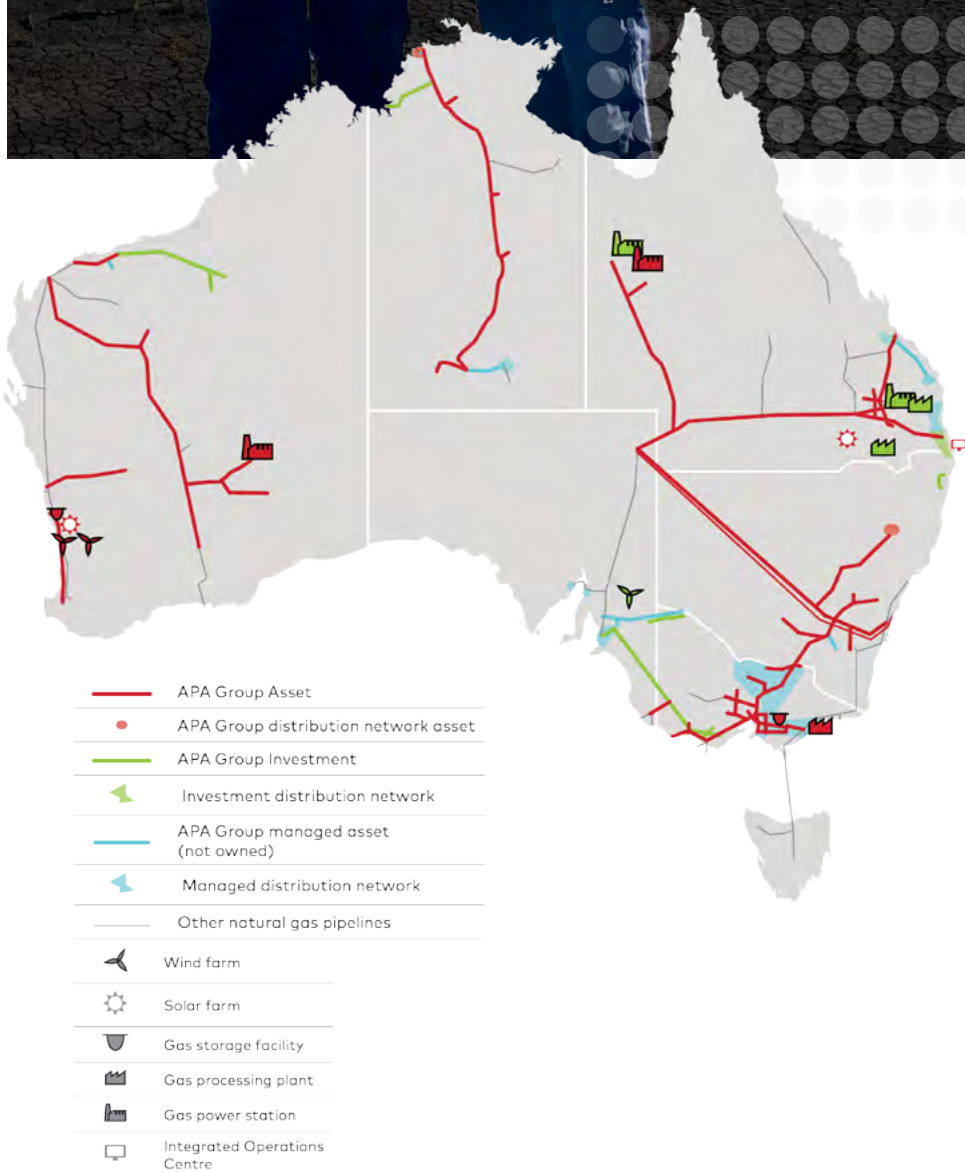 APA Group Asset
APA Group distribution network asset
APA Group Investment
Investment distribution network
APA Group managed asset
(not owned)
Managed distribution network
Other natural gas pipelines
Wind farm
Solar farm
Gas storage facility
Gas processing plant
Gas power station
Integrated Operations
Centre